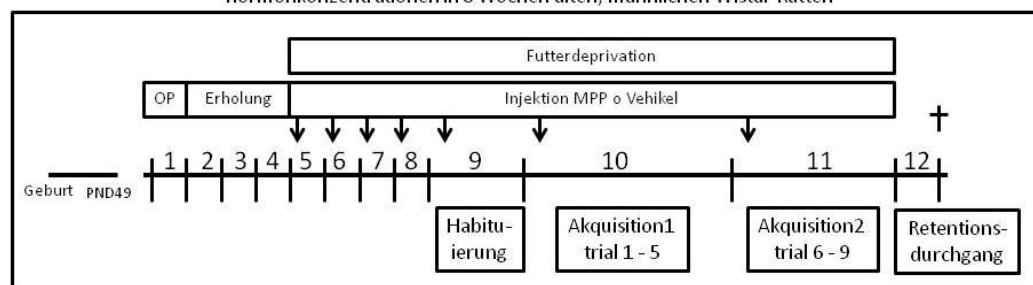 Futterdeprivation
OP Erholung Injektion MPP o Vehikel
1 2 3 4 5 6 7 8 9 10 11 12
Geburt PND49
Habitu-
ierung
Akquisition1
trial 1 - 5
Akquisition2
trial 6 - 9
Retentions-
durchgang